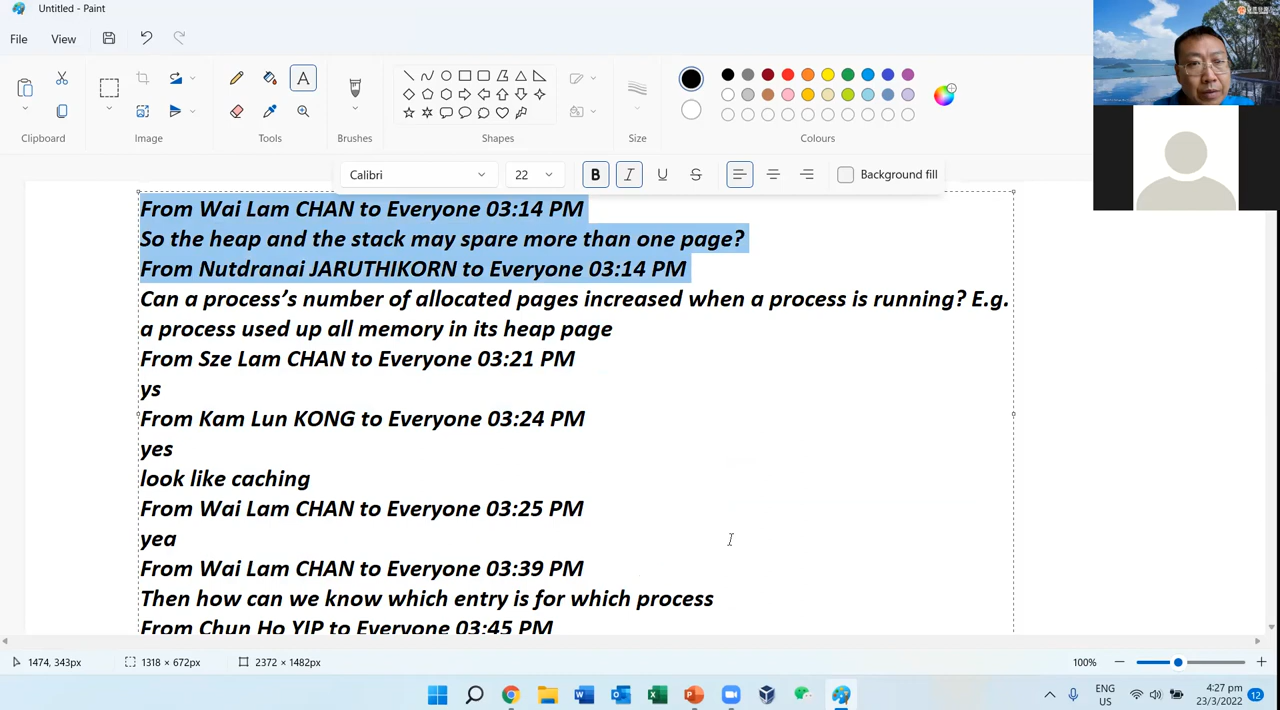 Untitled - Paint
File
View
Clipboard
Image
Tools
Brushes
Shapes
Size
Colours
Calibri
22
B
I
U
S
Background fill
From Wai Lam CHAN to Everyone 03:14 PM
So the heap and the stack may spare more than one page?
From Nutdranai JARUTHIKORN to Everyone 03:14 PM
Can a process’s number of allocated pages increased when a process is running? E.g.
a process used up all memory in its heap page
From Sze Lam CHAN to Everyone 03:21 PM
ys
From Kam Lun KONG to Everyone 03:24 PM
yes
look like caching
From Wai Lam CHAN to Everyone 03:25 PM
yea
From Wai Lam CHAN to Everyone 03:39 PM
Then how can we know which entry is for which process
From Chun Ho YIP to Everyone 03:45 PM
1474, 343px
1318 × 672px
2372 × 1482px
100%
ENG
US
4:27 pm
23/3/2022
12